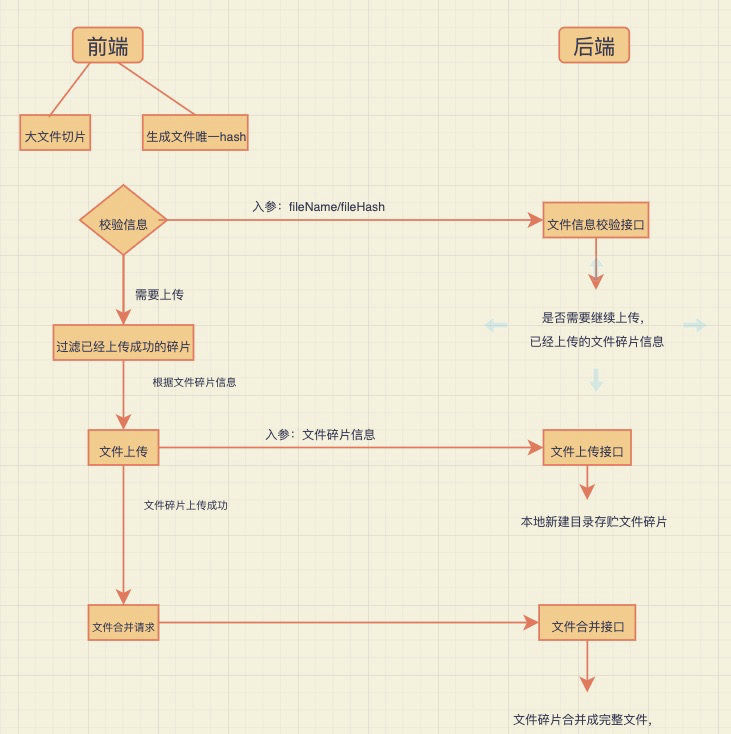 前端
后端
大文件切片
生成文件唯一hash
入参：fileName/fileHash
校验信息
文件信息校验接口
需要上传
是否需要继续上传，
已经上传的文件碎片信息
过滤已经上传成功的碎片
根据文件碎片信息
入参：文件碎片信息
文件上传
文件上传接口
文件碎片上传成功
本地新建目录存贮文件碎片
文件合并请求
文件合并接口
文件碎片合并成完整文件，